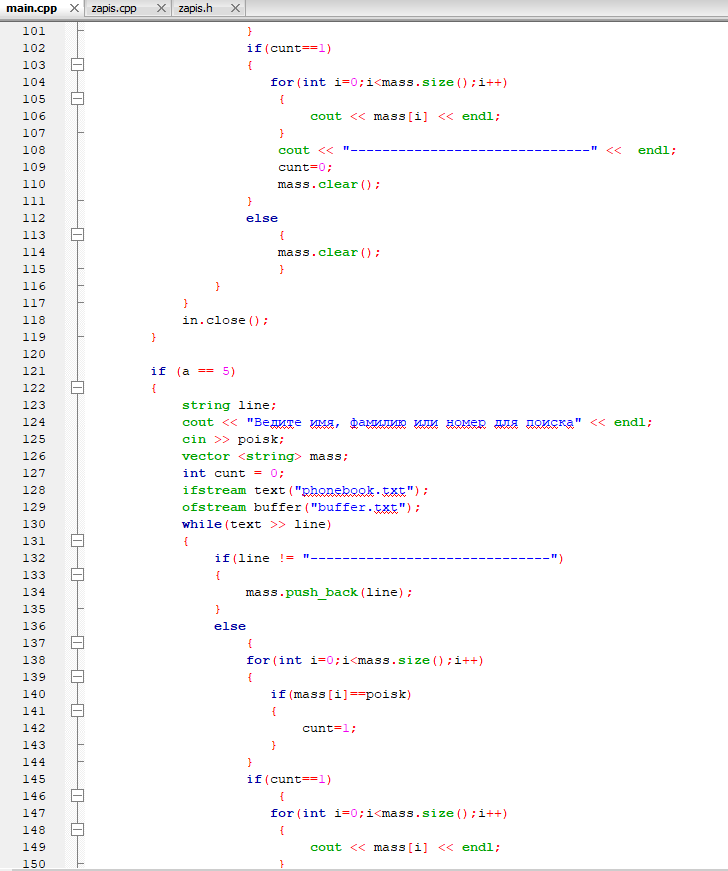 main.cpp zapis.cpp zapis.h
101 }
102 if(cunt==1)
103 {
104 for(int i=0;i<mass.size();i++)
105 {
106 cout << mass[i] << endl;
107 }
108 cout << "------------------------------" << endl;
109 cunt=0;
110 mass.clear();
111 }
112 else
113 {
114 mass.clear();
115 }
116 }
117 }
118 in.close();
119 }
120
121 if (a == 5)
122 {
123 string line;
124 cout << "Ведите имя, фамилию или номер для поиска" << endl;
125 cin >> poisk;
126 vector <string> mass;
127 int cunt = 0;
128 ifstream text("phonebook.txt");
129 ofstream buffer("buffer.txt");
130 while(text >> line)
131 {
132 if(line != "------------------------------")
133 {
134 mass.push_back(line);
135 }
136 else
137 {
138 for(int i=0;i<mass.size();i++)
139 {
140 if(mass[i]==poisk)
141 {
142 cunt=1;
143 }
144 }
145 if(cunt==1)
146 {
147 for(int i=0;i<mass.size();i++)
148 {
149 cout << mass[i] << endl;
150 }